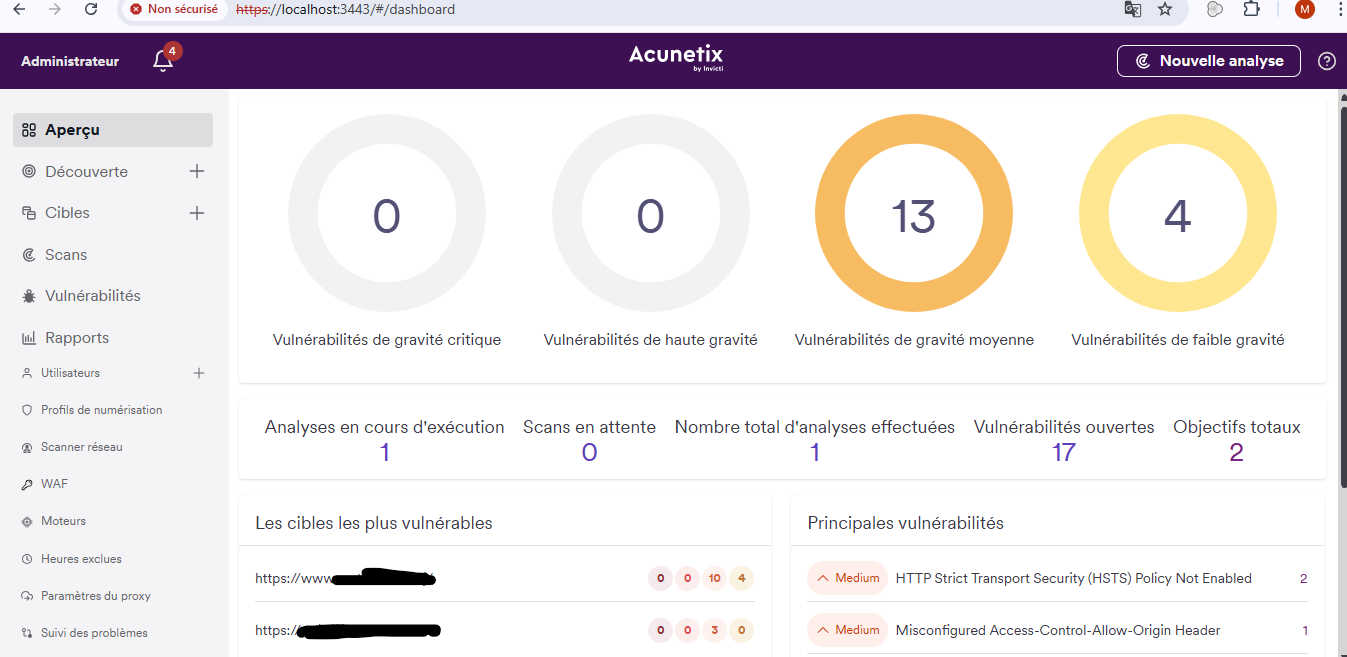 Non sécurisé https://localhost:3443/#/dashboard M
Administrateur 4 Acunetix by Invicti Nouvelle analyse ?
Aperçu
Découverte
Cibles
Scans
Vulnérabilités
Rapports
Utilisateurs
Profils de numérisation
Scanner réseau
WAF
Moteurs
Heures exclues
Paramètres du proxy
Suivi des problèmes
0 0 13 4
Vulnérabilités de gravité critique Vulnérabilités de haute gravité Vulnérabilités de gravité moyenne Vulnérabilités de faible gravité
Analyses en cours d'exécution Scans en attente Nombre total d'analyses effectuées Vulnérabilités ouvertes Objectifs totaux
1 0 1 17 2
Les cibles les plus vulnérables
https://www 0 0 10 4
https:/ 0 0 3 0
Principales vulnérabilités
Medium HTTP Strict Transport Security (HSTS) Policy Not Enabled 2
Medium Misconfigured Access-Control-Allow-Origin Header 1